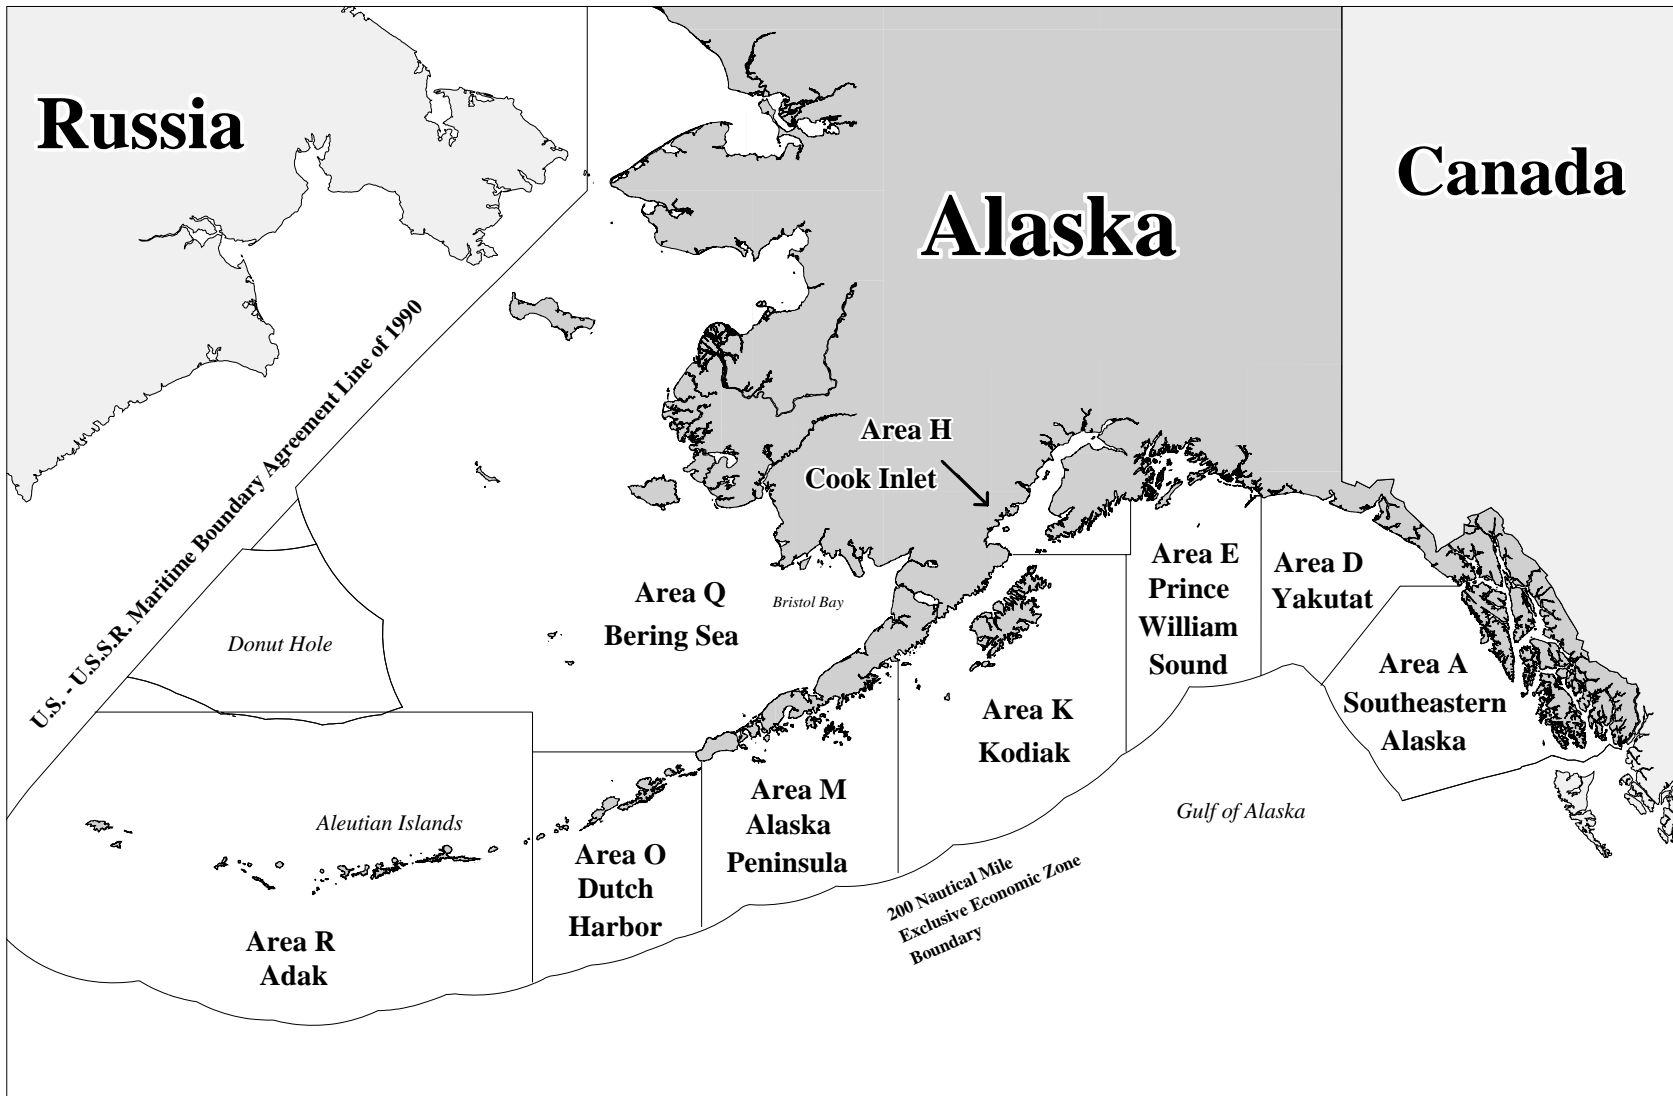 Russia
Canada
Alaska
U.S. - U.S.S.R. Maritime Boundary Agreement Line of 1990
Area H
Cook Inlet
Area E
Prince
William
Sound
Area D
Yakutat
Area Q
Bering Sea
Bristol Bay
Donut Hole
Area A
Southeastern
Alaska
Area K
Kodiak
Area M
Alaska
Peninsula
Gulf of Alaska
Aleutian Islands
Area O
Dutch
Harbor
200 Nautical Mile
Exclusive Economic Zone
Boundary
Area R
Adak